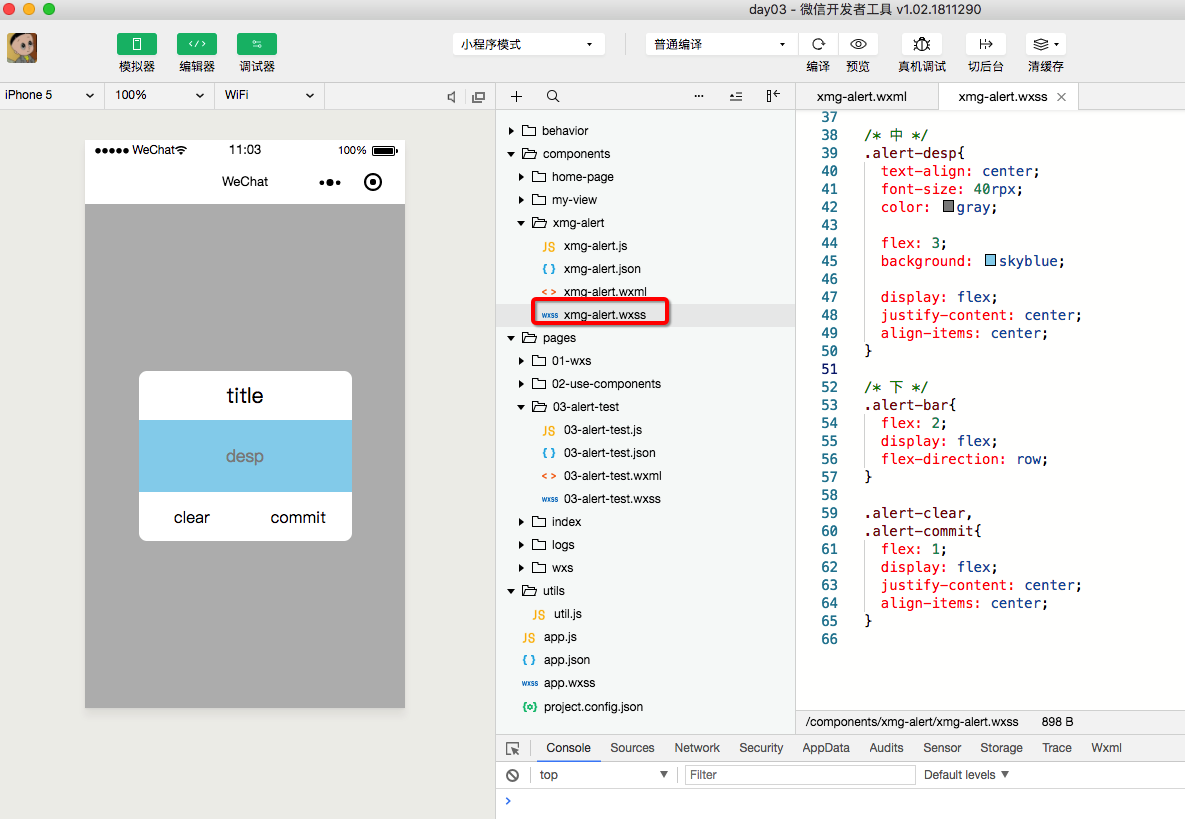 day03 - 微信开发者工具 v1.02.1811290
模拟器
编辑器
调试器
小程序模式
普通编译
编译
预览
真机调试
切后台
清缓存
iPhone 5
100%
WiFi
WeChat
11:03
100%
WeChat
title
desp
clear
commit
behavior
components
home-page
my-view
xmg-alert
JS xmg-alert.js
{ } xmg-alert.json
< > xmg-alert.wxml
wxss xmg-alert.wxss
pages
01-wxs
02-use-components
03-alert-test
JS 03-alert-test.js
{ } 03-alert-test.json
< > 03-alert-test.wxml
wxss 03-alert-test.wxss
index
logs
wxs
utils
JS util.js
JS app.js
{ } app.json
wxss app.wxss
{o} project.config.json
xmg-alert.wxml
xmg-alert.wxss
37
38 /* 中 */
39 .alert-desp{
40 text-align: center;
41 font-size: 40rpx;
42 color: gray;
43
44 flex: 3;
45 background: skyblue;
46
47 display: flex;
48 justify-content: center;
49 align-items: center;
50 }
51
52 /* 下 */
53 .alert-bar{
54 flex: 2;
55 display: flex;
56 flex-direction: row;
57 }
58
59 .alert-clear,
60 .alert-commit{
61 flex: 1;
62 display: flex;
63 justify-content: center;
64 align-items: center;
65 }
66
/components/xmg-alert/xmg-alert.wxss 898 B
Console Sources Network Security AppData Audits Sensor Storage Trace Wxml
top Filter Default levels